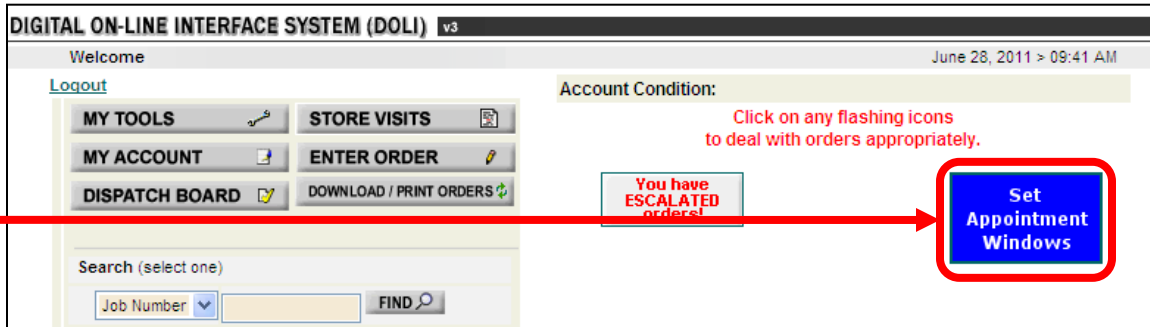 DIGITAL ON-LINE INTERFACE SYSTEM (DOLI) v3
Welcome June 28, 2011 > 09:41 AM
Logout
Account Condition:
MY TOOLS STORE VISITS
MY ACCOUNT ENTER ORDER
DISPATCH BOARD DOWNLOAD / PRINT ORDERS
Click on any flashing icons
to deal with orders appropriately.
You have
ESCALATED
orders!
Set
Appointment
Windows
Search (select one)
Job Number FIND